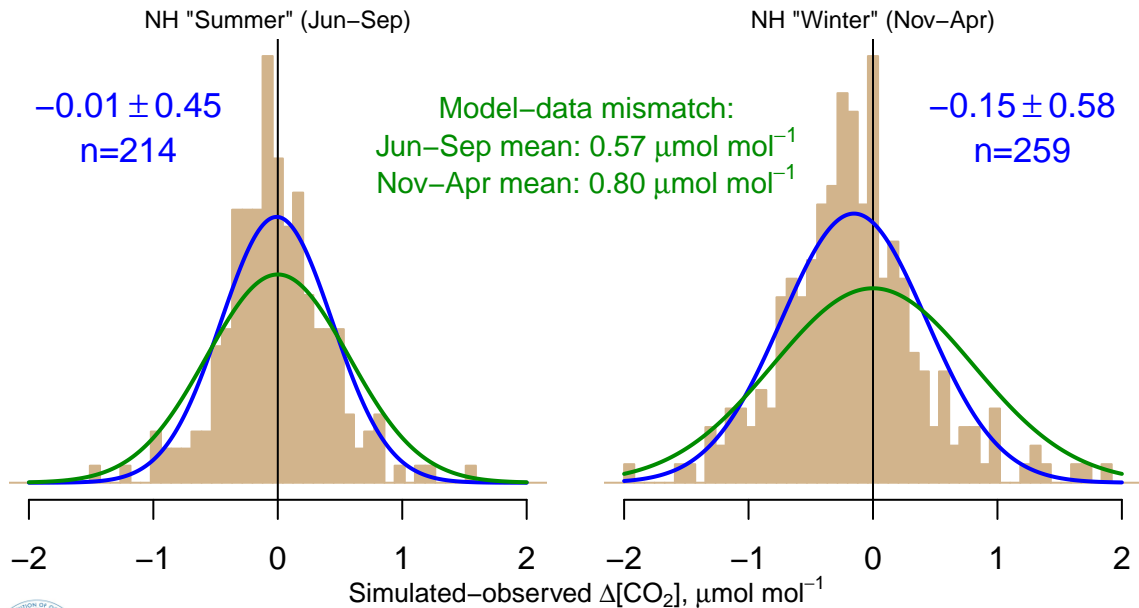 NH "Summer" (Jun−Sep)
NH "Winter" (Nov−Apr)
−0.01 ± 0.45
n=214
Model−data mismatch:
Jun−Sep mean: 0.57 μmol mol⁻¹
Nov−Apr mean: 0.80 μmol mol⁻¹
−0.15 ± 0.58
n=259
−2 −1 0 1 2
−2 −1 0 1 2
Simulated−observed Δ[CO₂], μmol mol⁻¹